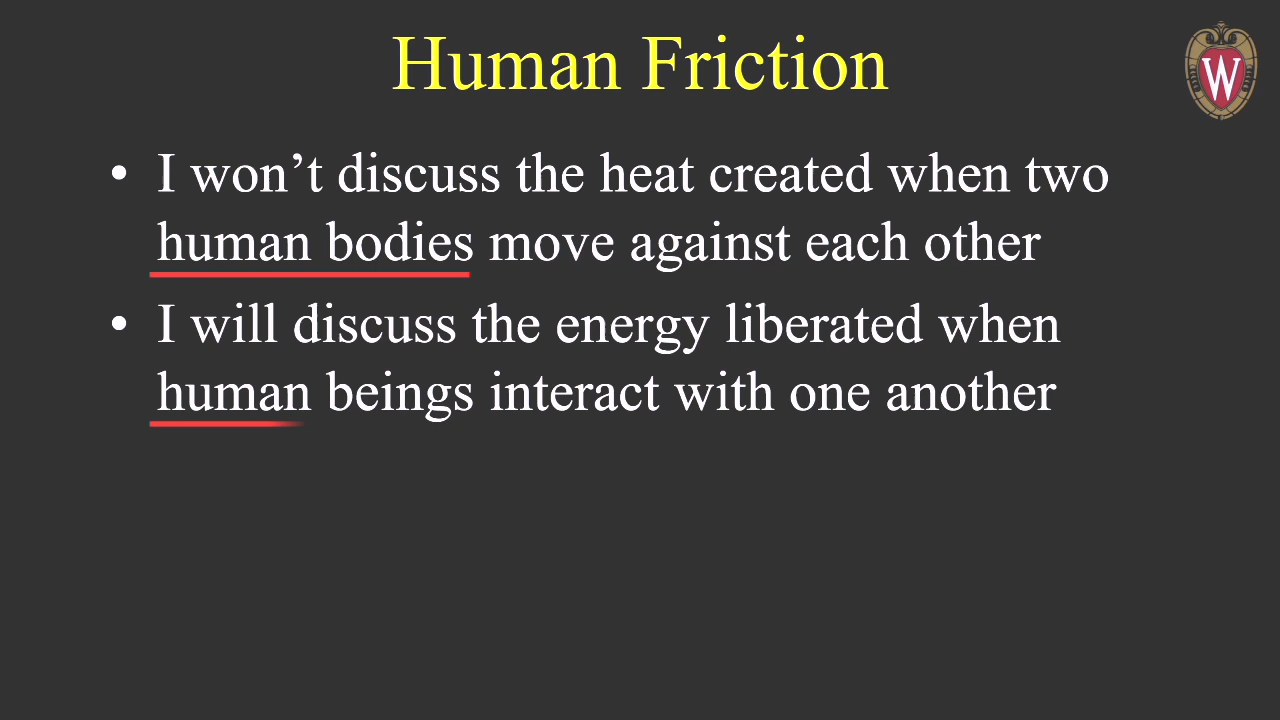 Human Friction
W
• I won’t discuss the heat created when two
human bodies move against each other
• I will discuss the energy liberated when
human beings interact with one another